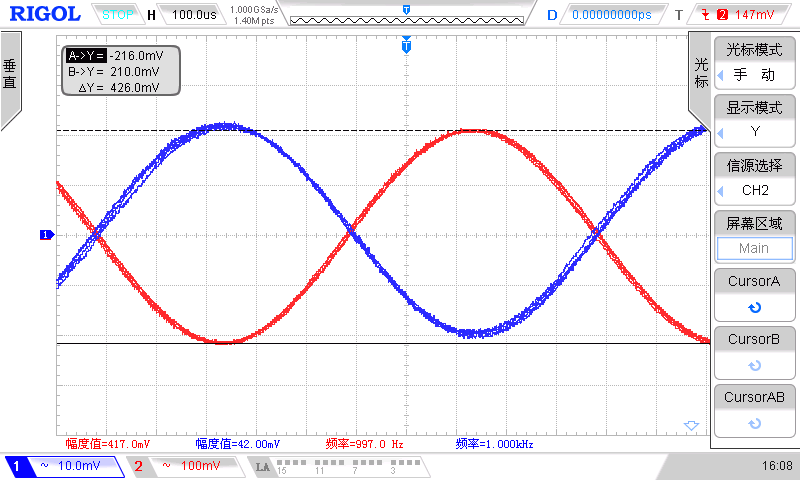 RIGOL STOP H 100.0us 1.000GSa/s 1.40Mpts D 0.00000000ps T 2 147mV
垂直
A->Y= -216.0mV
B->Y= 210.0mV
ΔY= 426.0mV
T
1
光标
光标模式
手 动
显示模式
Y
信源选择
CH2
屏幕区域
Main
CursorA
CursorB
CursorAB
幅度值=417.0mV 幅度值=42.00mV 频率=997.0 Hz 频率=1.000kHz
1 ~ 10.0mV 2 ~ 100mV LA 15 11 7 3 16:08